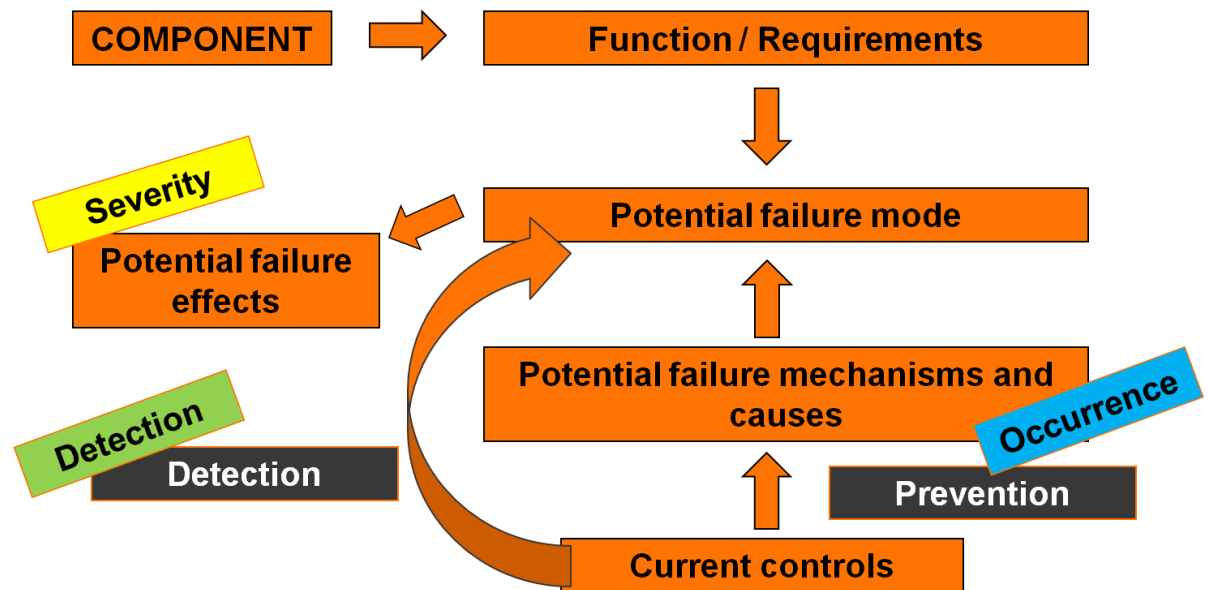 COMPONENT
Function / Requirements
Severity
Potential failure mode
Potential failure
effects
Potential failure mechanisms and
causes
Occurrence
Detection
Detection
Prevention
Current controls